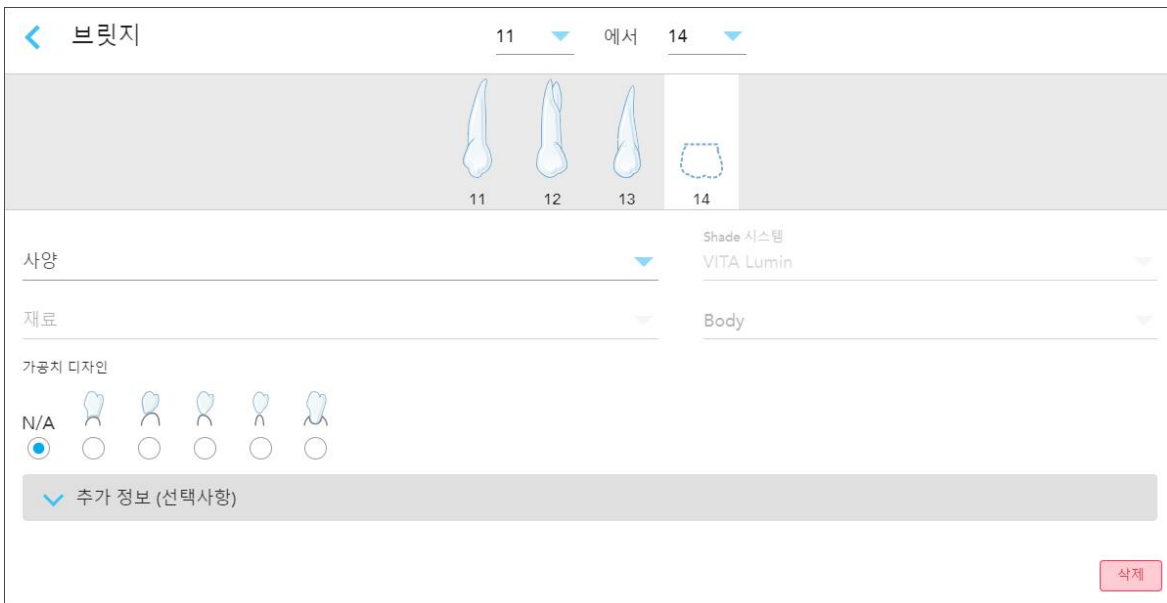 브릿지 11 에서 14
11 12 13 14
Shade 시스템
사양 VITA Lumin
재료 Body
가공치 디자인
N/A
추가 정보 (선택사항)
삭제